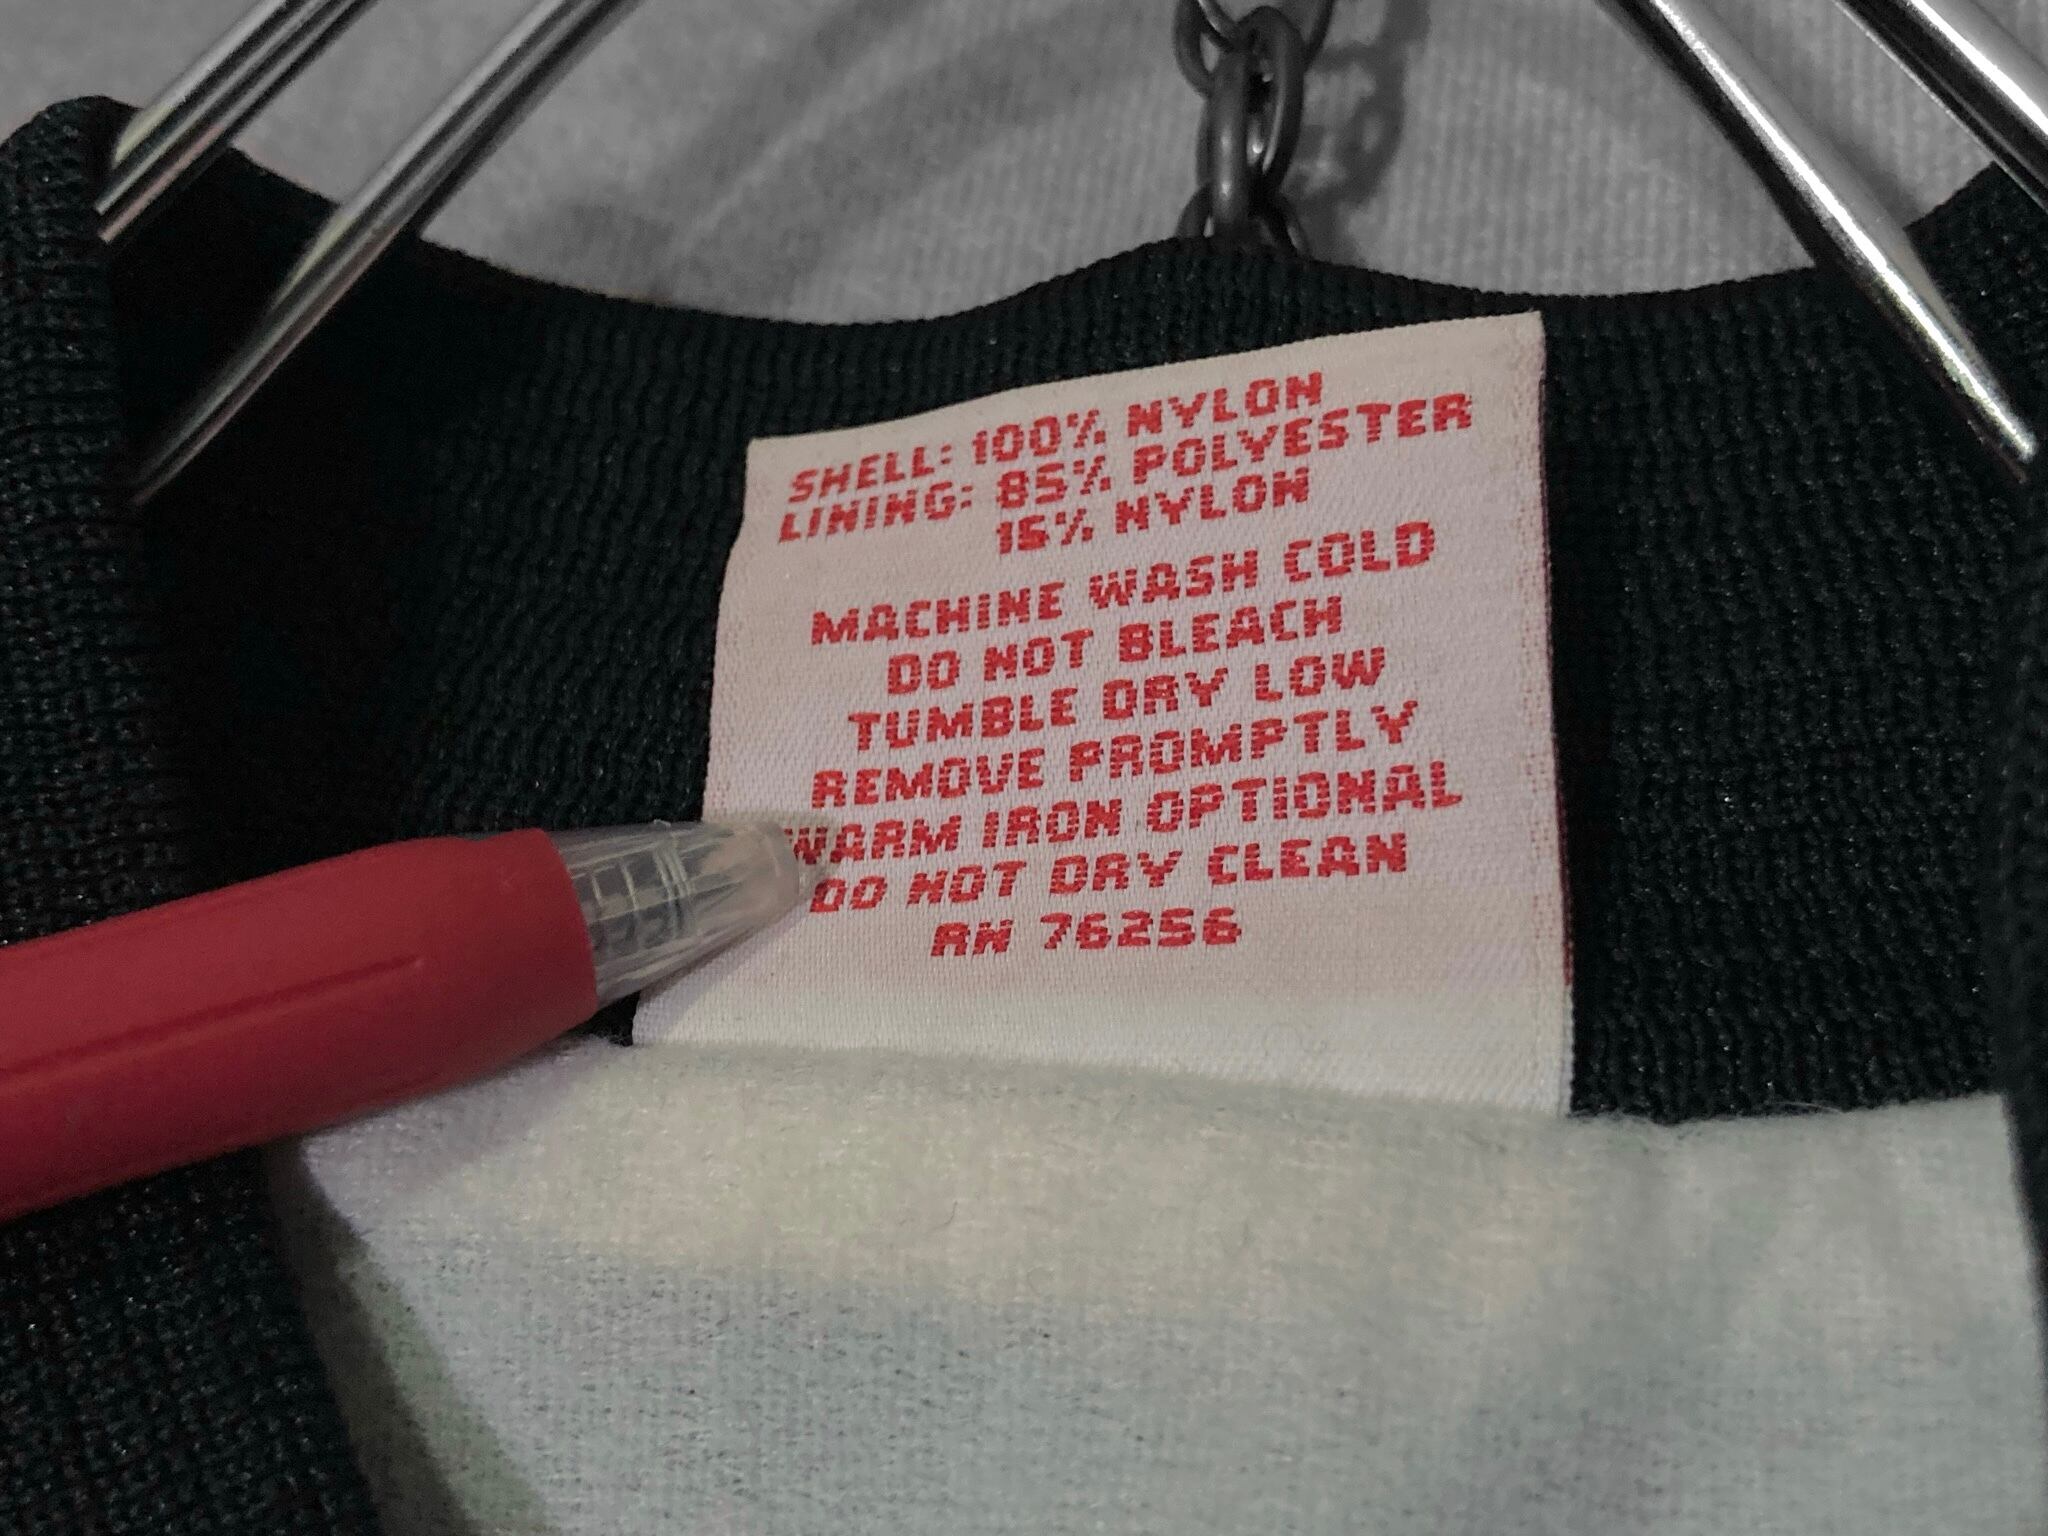 SHELL: 100% NYLON
LINING: 85% POLYESTER
15% NYLON
MACHINE WASH COLD
DO NOT BLEACH
TUMBLE DRY LOW
REMOVE PROMPTLY
WARM IRON OPTIONAL
DO NOT DRY CLEAN
RN 76256